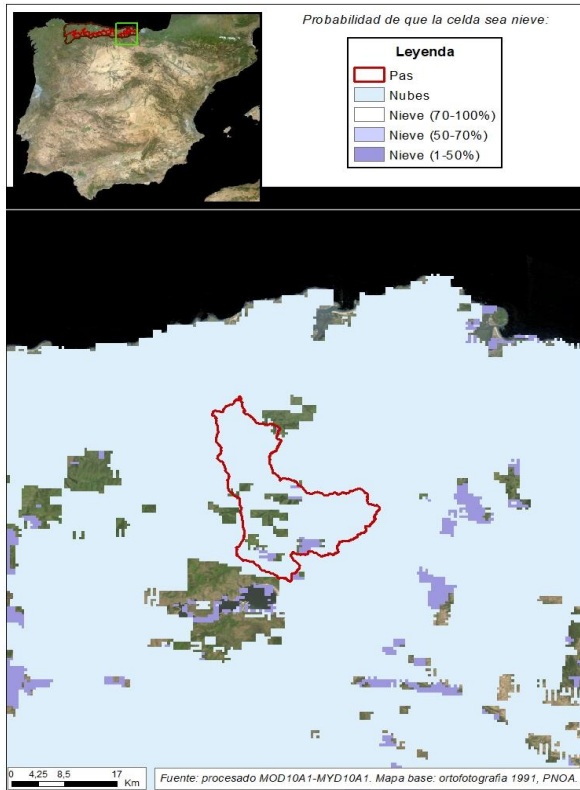 Probabilidad de que la celda sea nieve:
Leyenda
Pas
Nubes
Nieve (70-100%)
Nieve (50-70%)
Nieve (1-50%)
0 4,25 8,5 17
Km
Fuente: procesado MOD10A1-MYD10A1. Mapa base: ortofotografia 1991, PNOA.